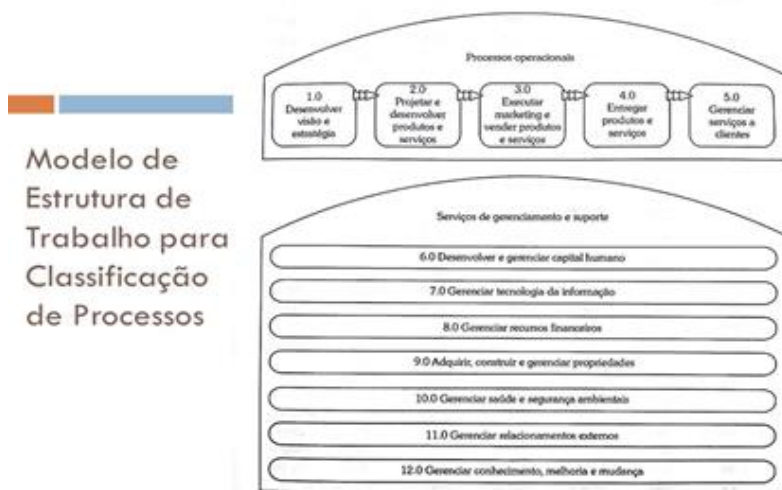 Modelo de
Estrutura de
Trabalho para
Classificação
de Processos
Processos operacionais
1.0
Desenvolver
visão e
estratégia
2.0
Projetar e
desenvolver
produtos e
serviços
3.0
Executar
marketing e
vender produtos
e serviços
4.0
Entregar
produtos e
serviços
5.0
Gerenciar
serviços a
clientes
Serviços de gerenciamento e suporte
6.0 Desenvolver e gerenciar capital humano
7.0 Gerenciar tecnologia da informação
8.0 Gerenciar recursos financeiros
9.0 Adquirir, construir e gerenciar propriedades
10.0 Gerenciar saúde e segurança ambientais
11.0 Gerenciar relacionamentos externos
12.0 Gerenciar conhecimento, melhoria e mudança